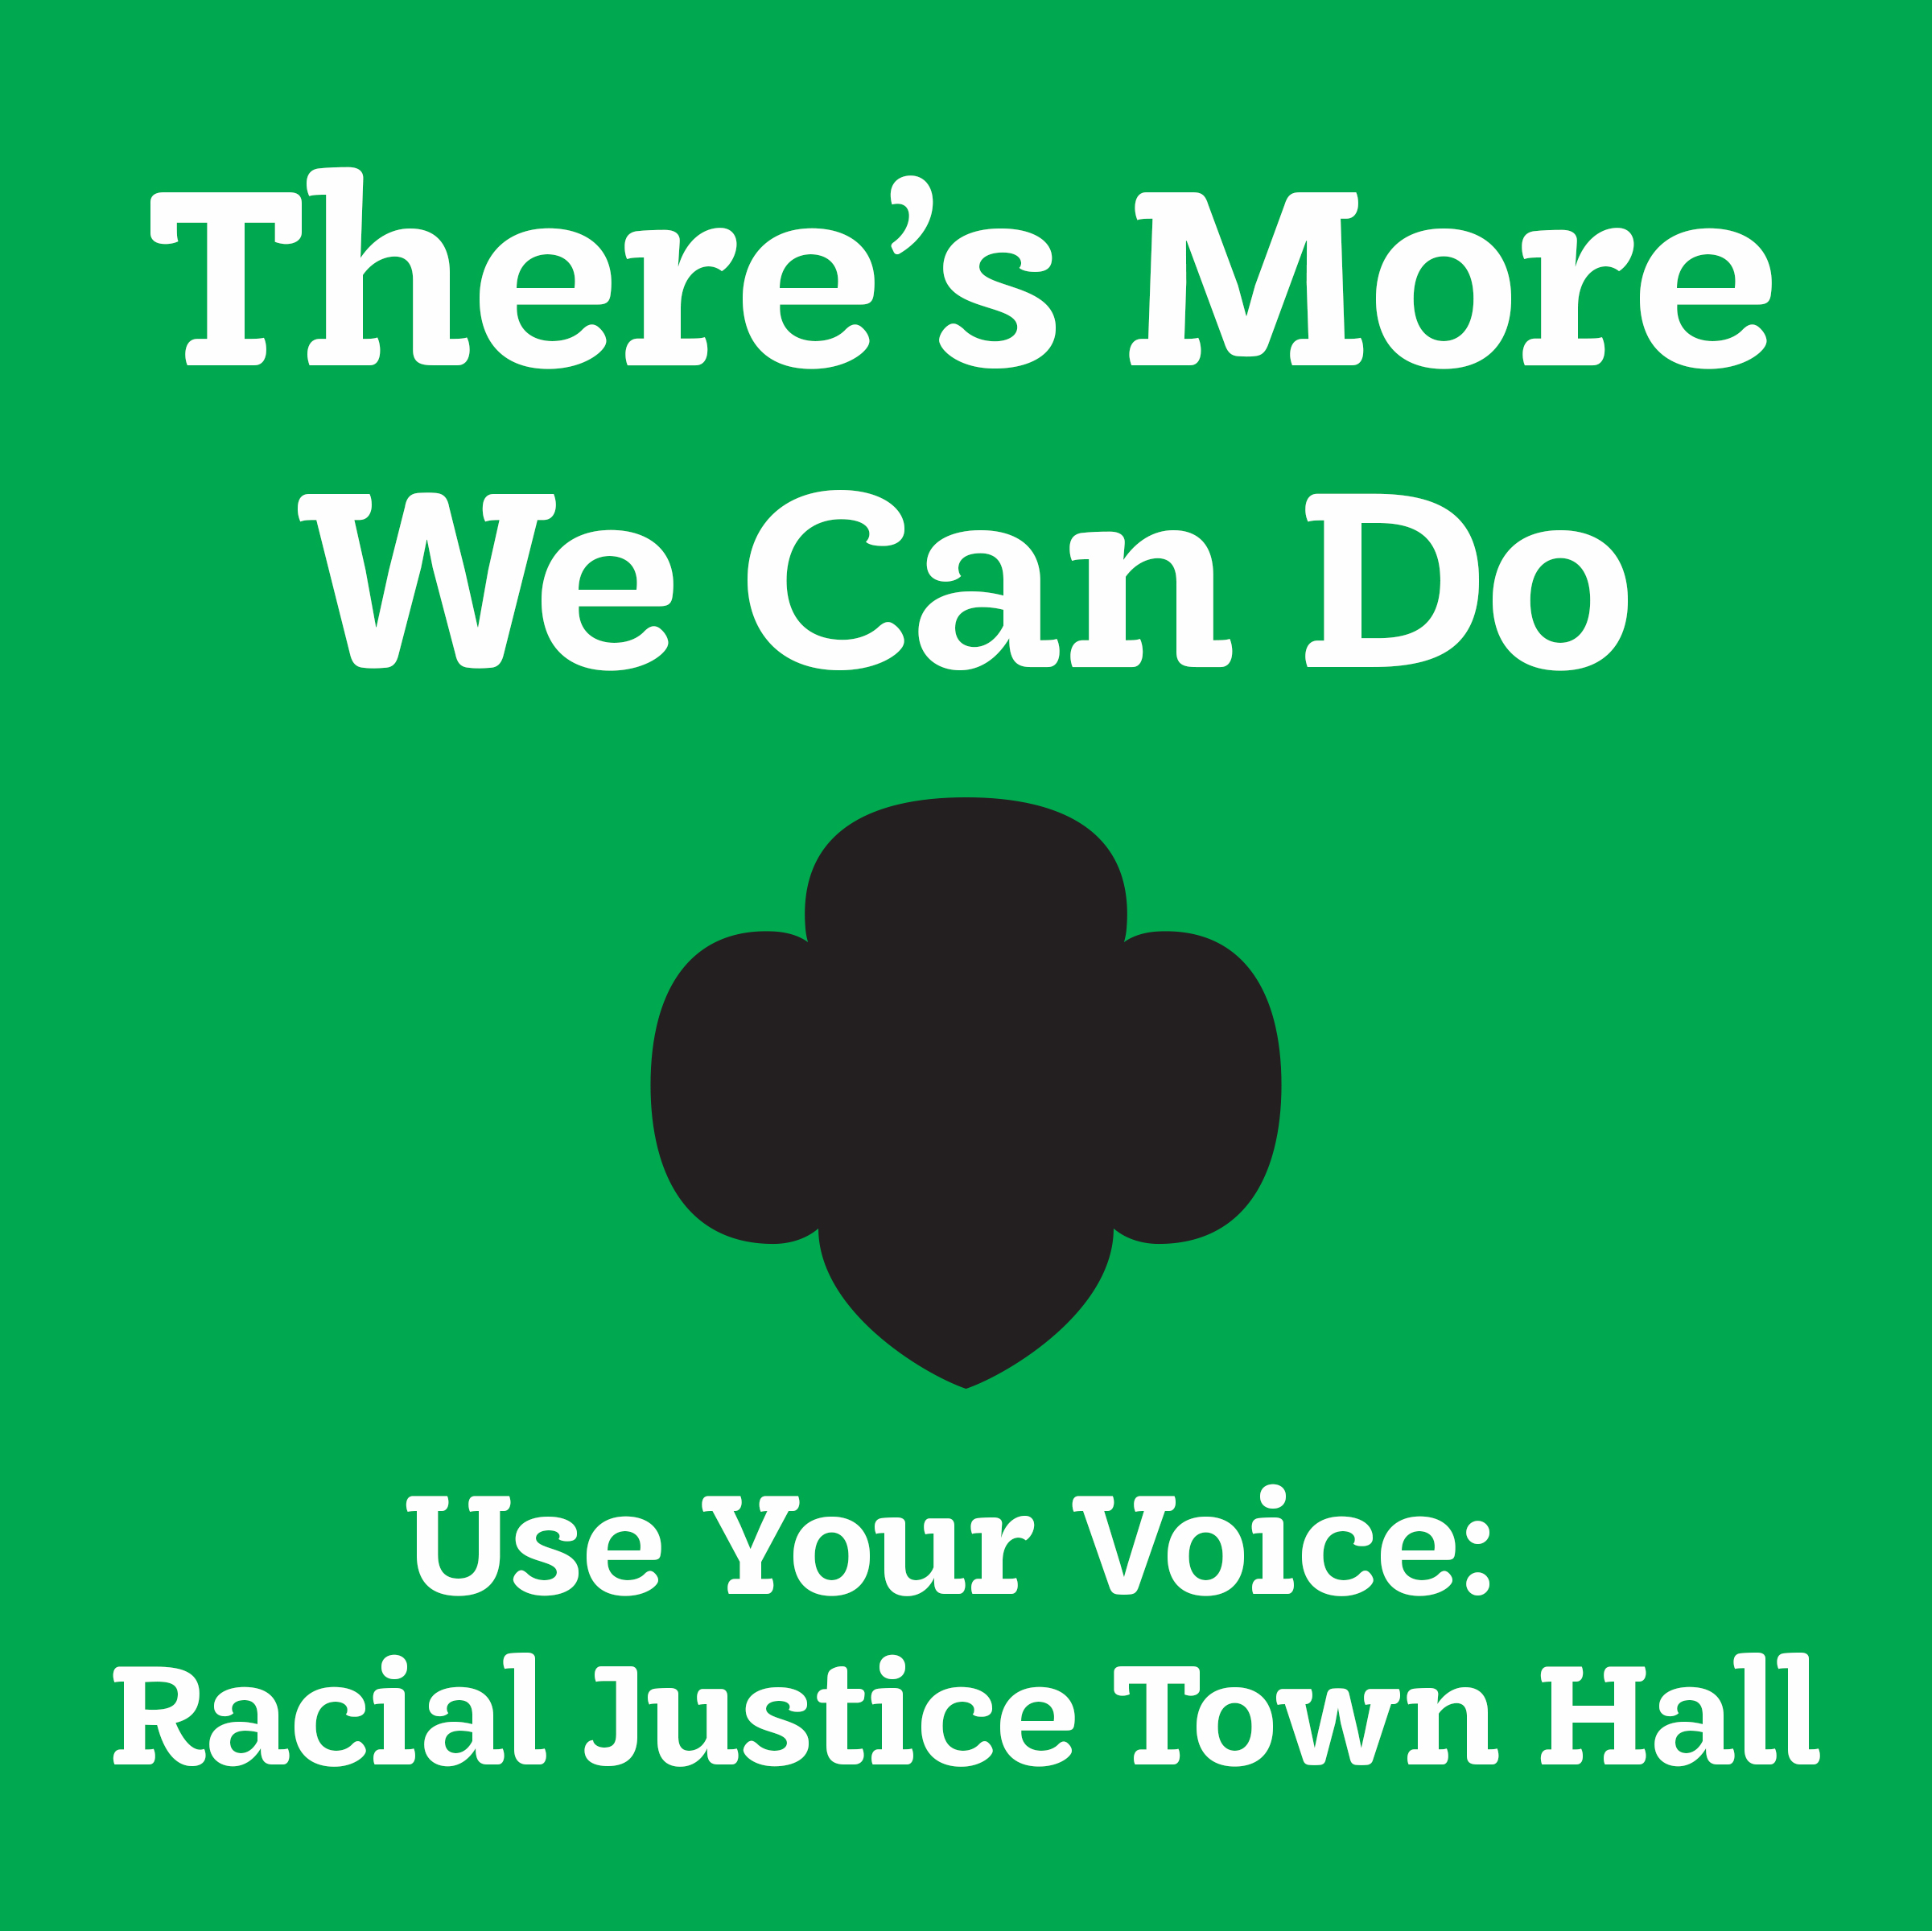 There’s More
We Can Do
Use Your Voice:
Racial Justice Town Hall